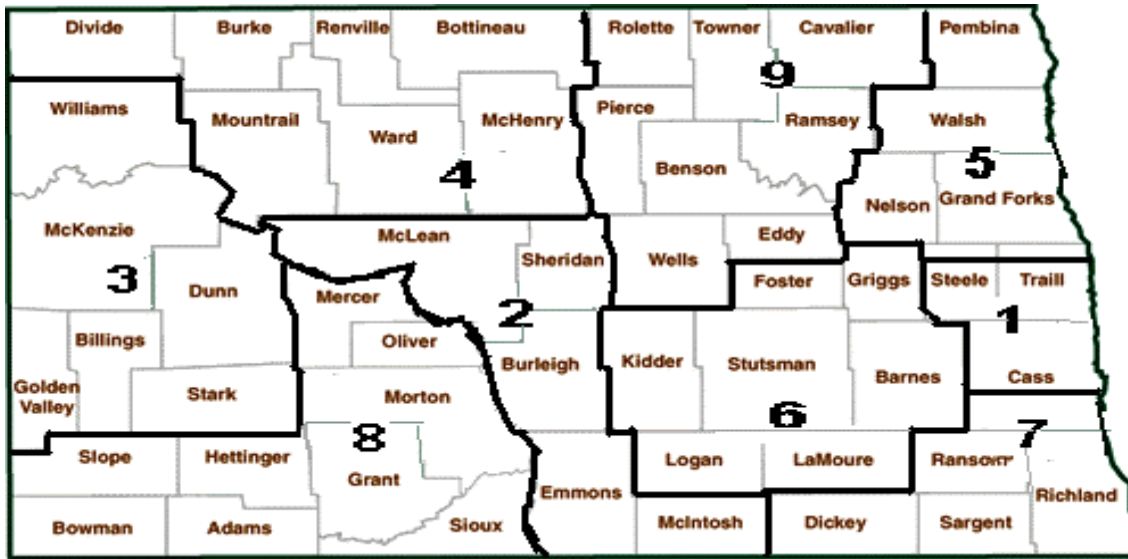 Divide
Burke
Renville
Bottineau
Rolette
Towner
Cavalier
Pembina
Williams
Mountrail
Ward
McHenry
Pierce
9
Ramsey
Walsh
Benson
4
5
Nelson
Grand Forks
McKenzie
McLean
Sheridan
Wells
Eddy
3
Dunn
Mercer
2
Foster
Griggs
Steele
Traill
1
Billings
Oliver
Burleigh
Kidder
Stutsman
Barnes
Cass
Golden
Valley
Stark
Morton
6
7
8
Slope
Hettinger
Grant
Logan
LaMoure
Ransom
Emmons
Richland
Bowman
Adams
Sioux
McIntosh
Dickey
Sargent